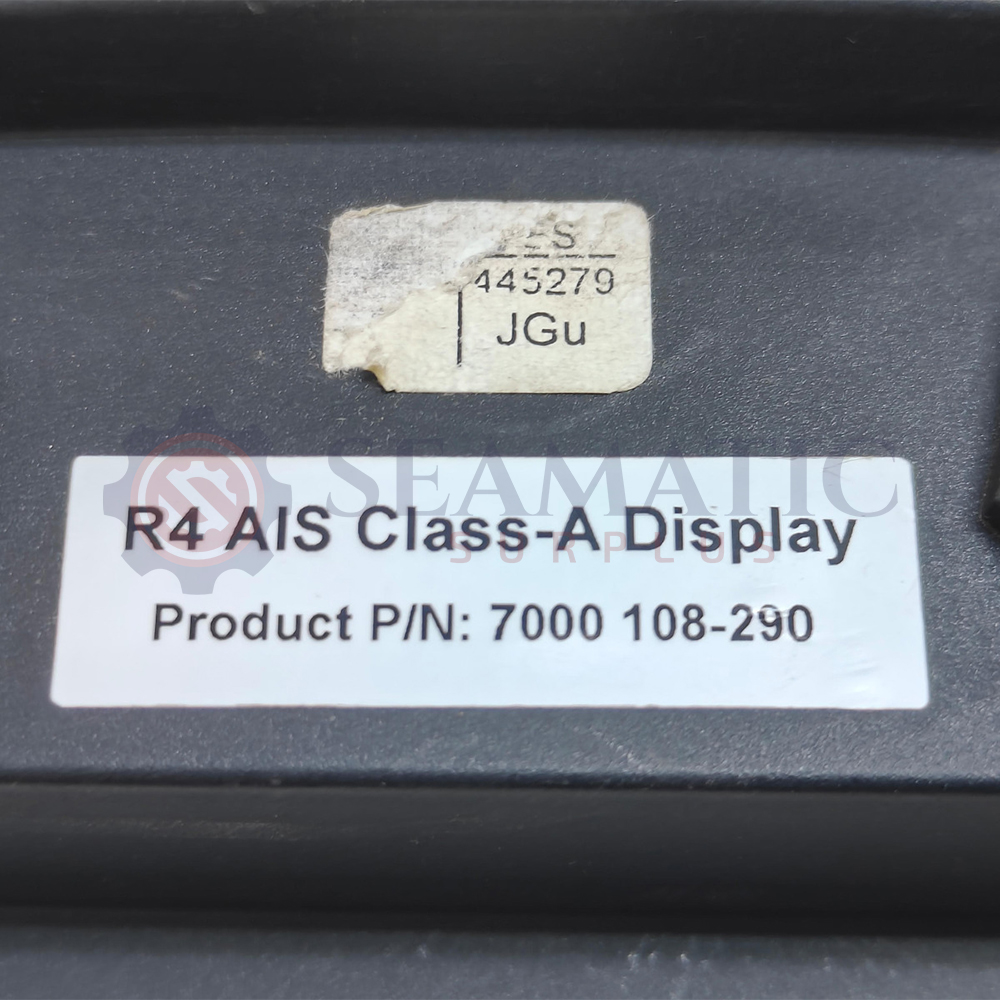 445279
JGu
SEAMATIC
R4 AIS Class-A Display
SURPLUS
Product P/N: 7000 108-290